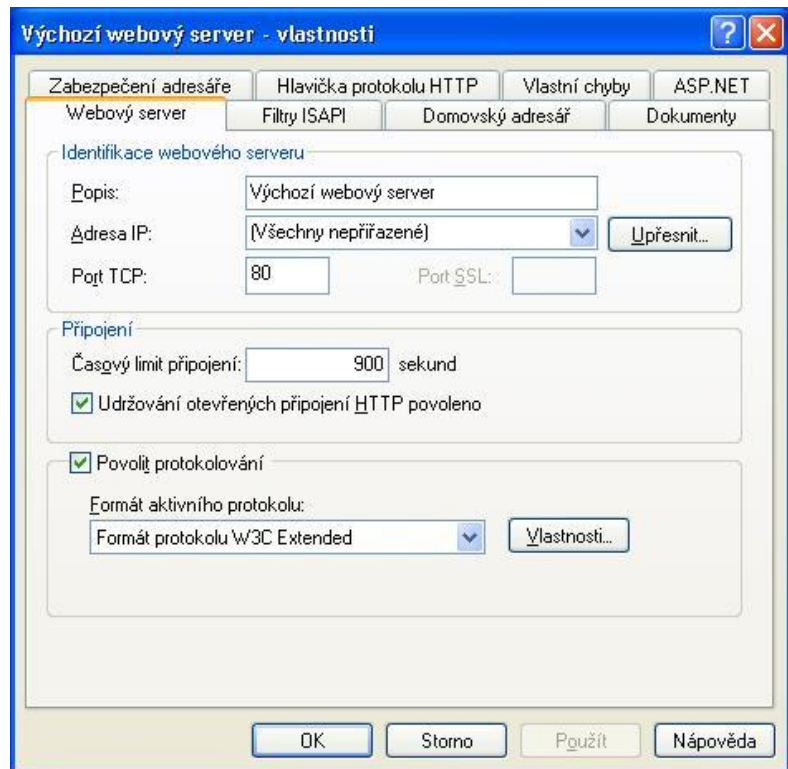 Výchozí webový server - vlastnosti
Zabezpečení adresáře Hlavička protokolu HTTP Vlastní chyby ASP.NET
Webový server Filtry ISAPI Domovský adresář Dokumenty
Identifikace webového serveru
Popis: Výchozí webový server
Adresa IP: (Všechny nepřiřazené) Upřesnit...
Port TCP: 80 Port SSL:
Připojení
Časový limit připojení: 900 sekund
Udržování otevřených připojení HTTP povoleno
Povolit protokolování
Formát aktivního protokolu:
Formát protokolu W3C Extended Vlastnosti...
OK Storno Použít Nápověda